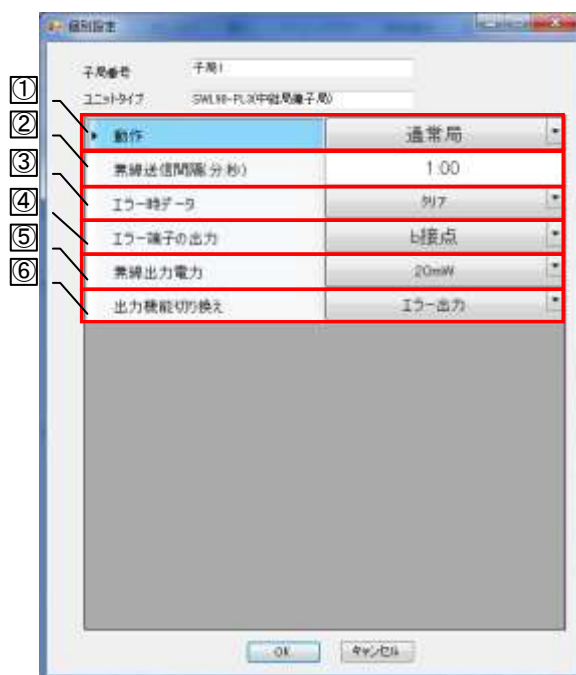 個別設定
子局番号 子局1
ユニットタイプ SWL90-PL3(中継局兼子局)
① 動作 通常局
② 無線送信間隔(分:秒) 1:00
③ エラー時データ クリア
④ エラー端子の出力 b接点
⑤ 無線出力電力 20mW
⑥ 出力機能切り換え エラー出力
OK キャンセル